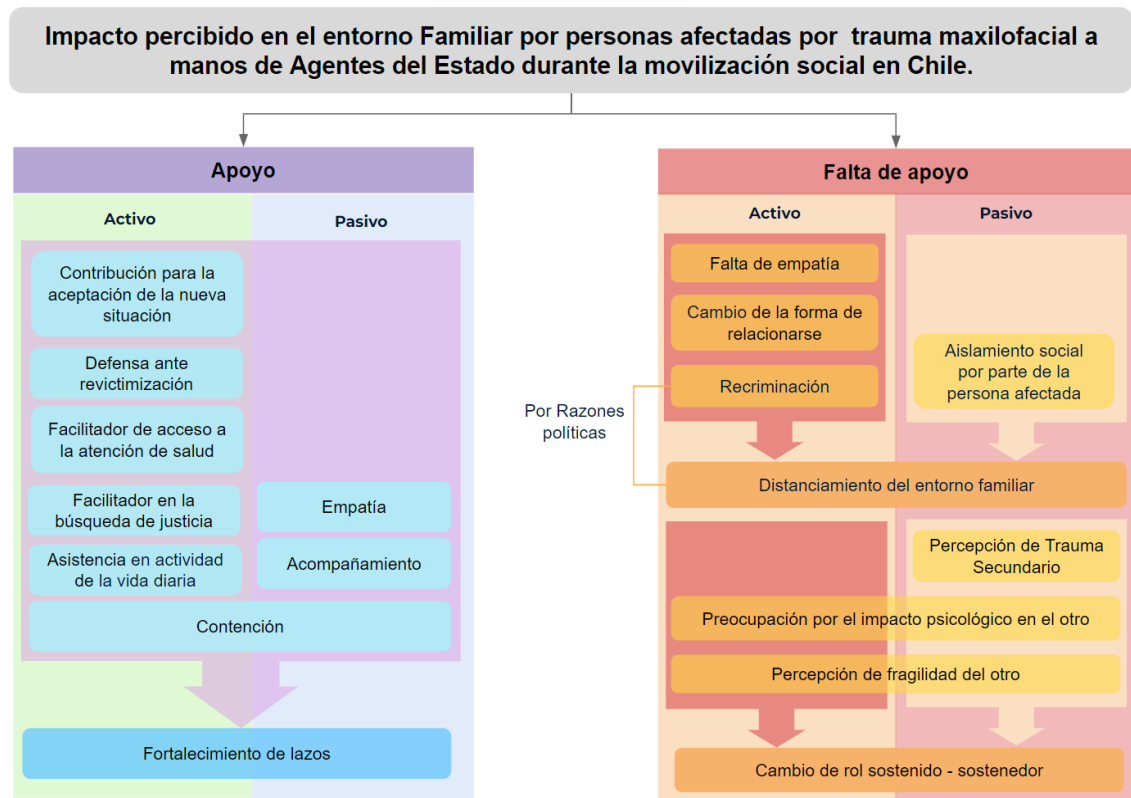 Impacto percibido en el entorno Familiar por personas afectadas por trauma maxilofacial a
manos de Agentes del Estado durante la movilización social en Chile.
Apoyo
Activo
Pasivo
Contribución para la
aceptación de la nueva
situación
Defensa ante
revictimización
Facilitador de acceso a
la atención de salud
Facilitador en la
búsqueda de justicia
Asistencia en actividad
de la vida diaria
Empatía
Acompañamiento
Contención
Fortalecimiento de lazos
Falta de apoyo
Activo
Pasivo
Falta de empatía
Cambio de la forma de
relacionarse
Recriminación
Aislamiento social
por parte de la
persona afectada
Por Razones
políticas
Distanciamiento del entorno familiar
Percepción de Trauma
Secundario
Preocupación por el impacto psicológico en el otro
Percepción de fragilidad del otro
Cambio de rol sostenido - sostenedor